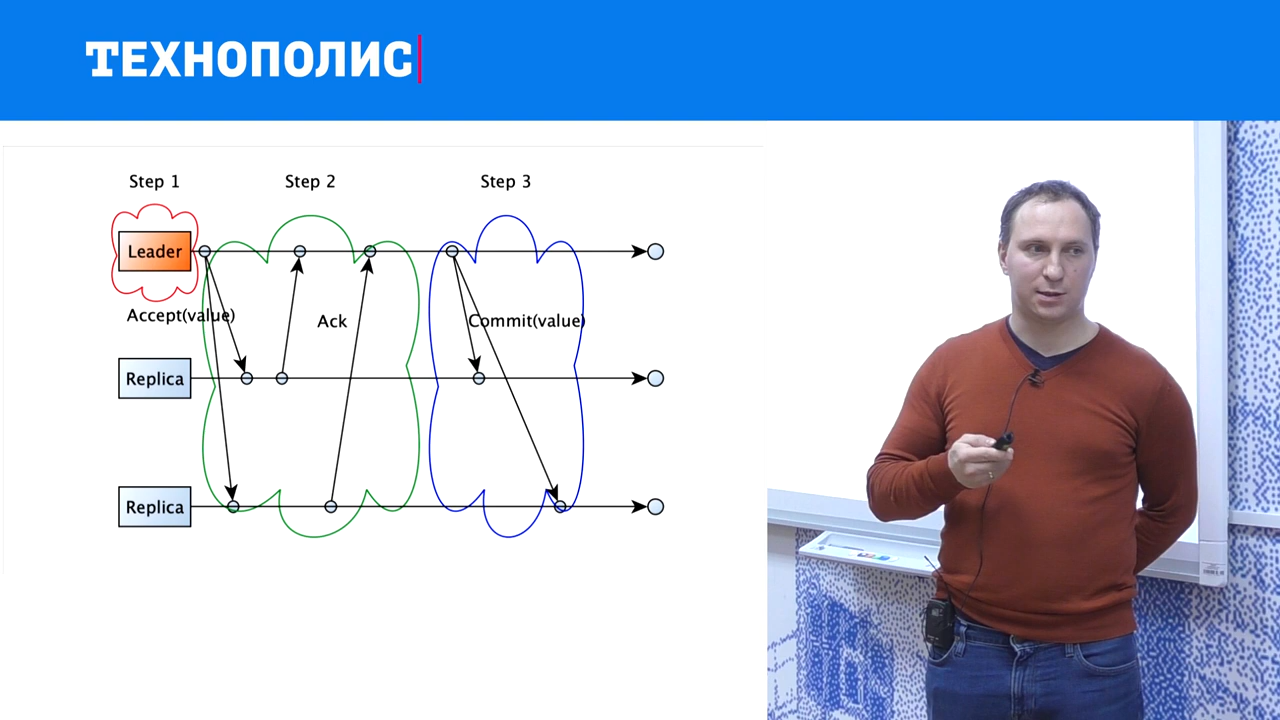 ТЕХНОПОЛИС
Step 1
Step 2
Step 3
Leader
Accept(value)
Ack
Commit(value)
Replica
Replica